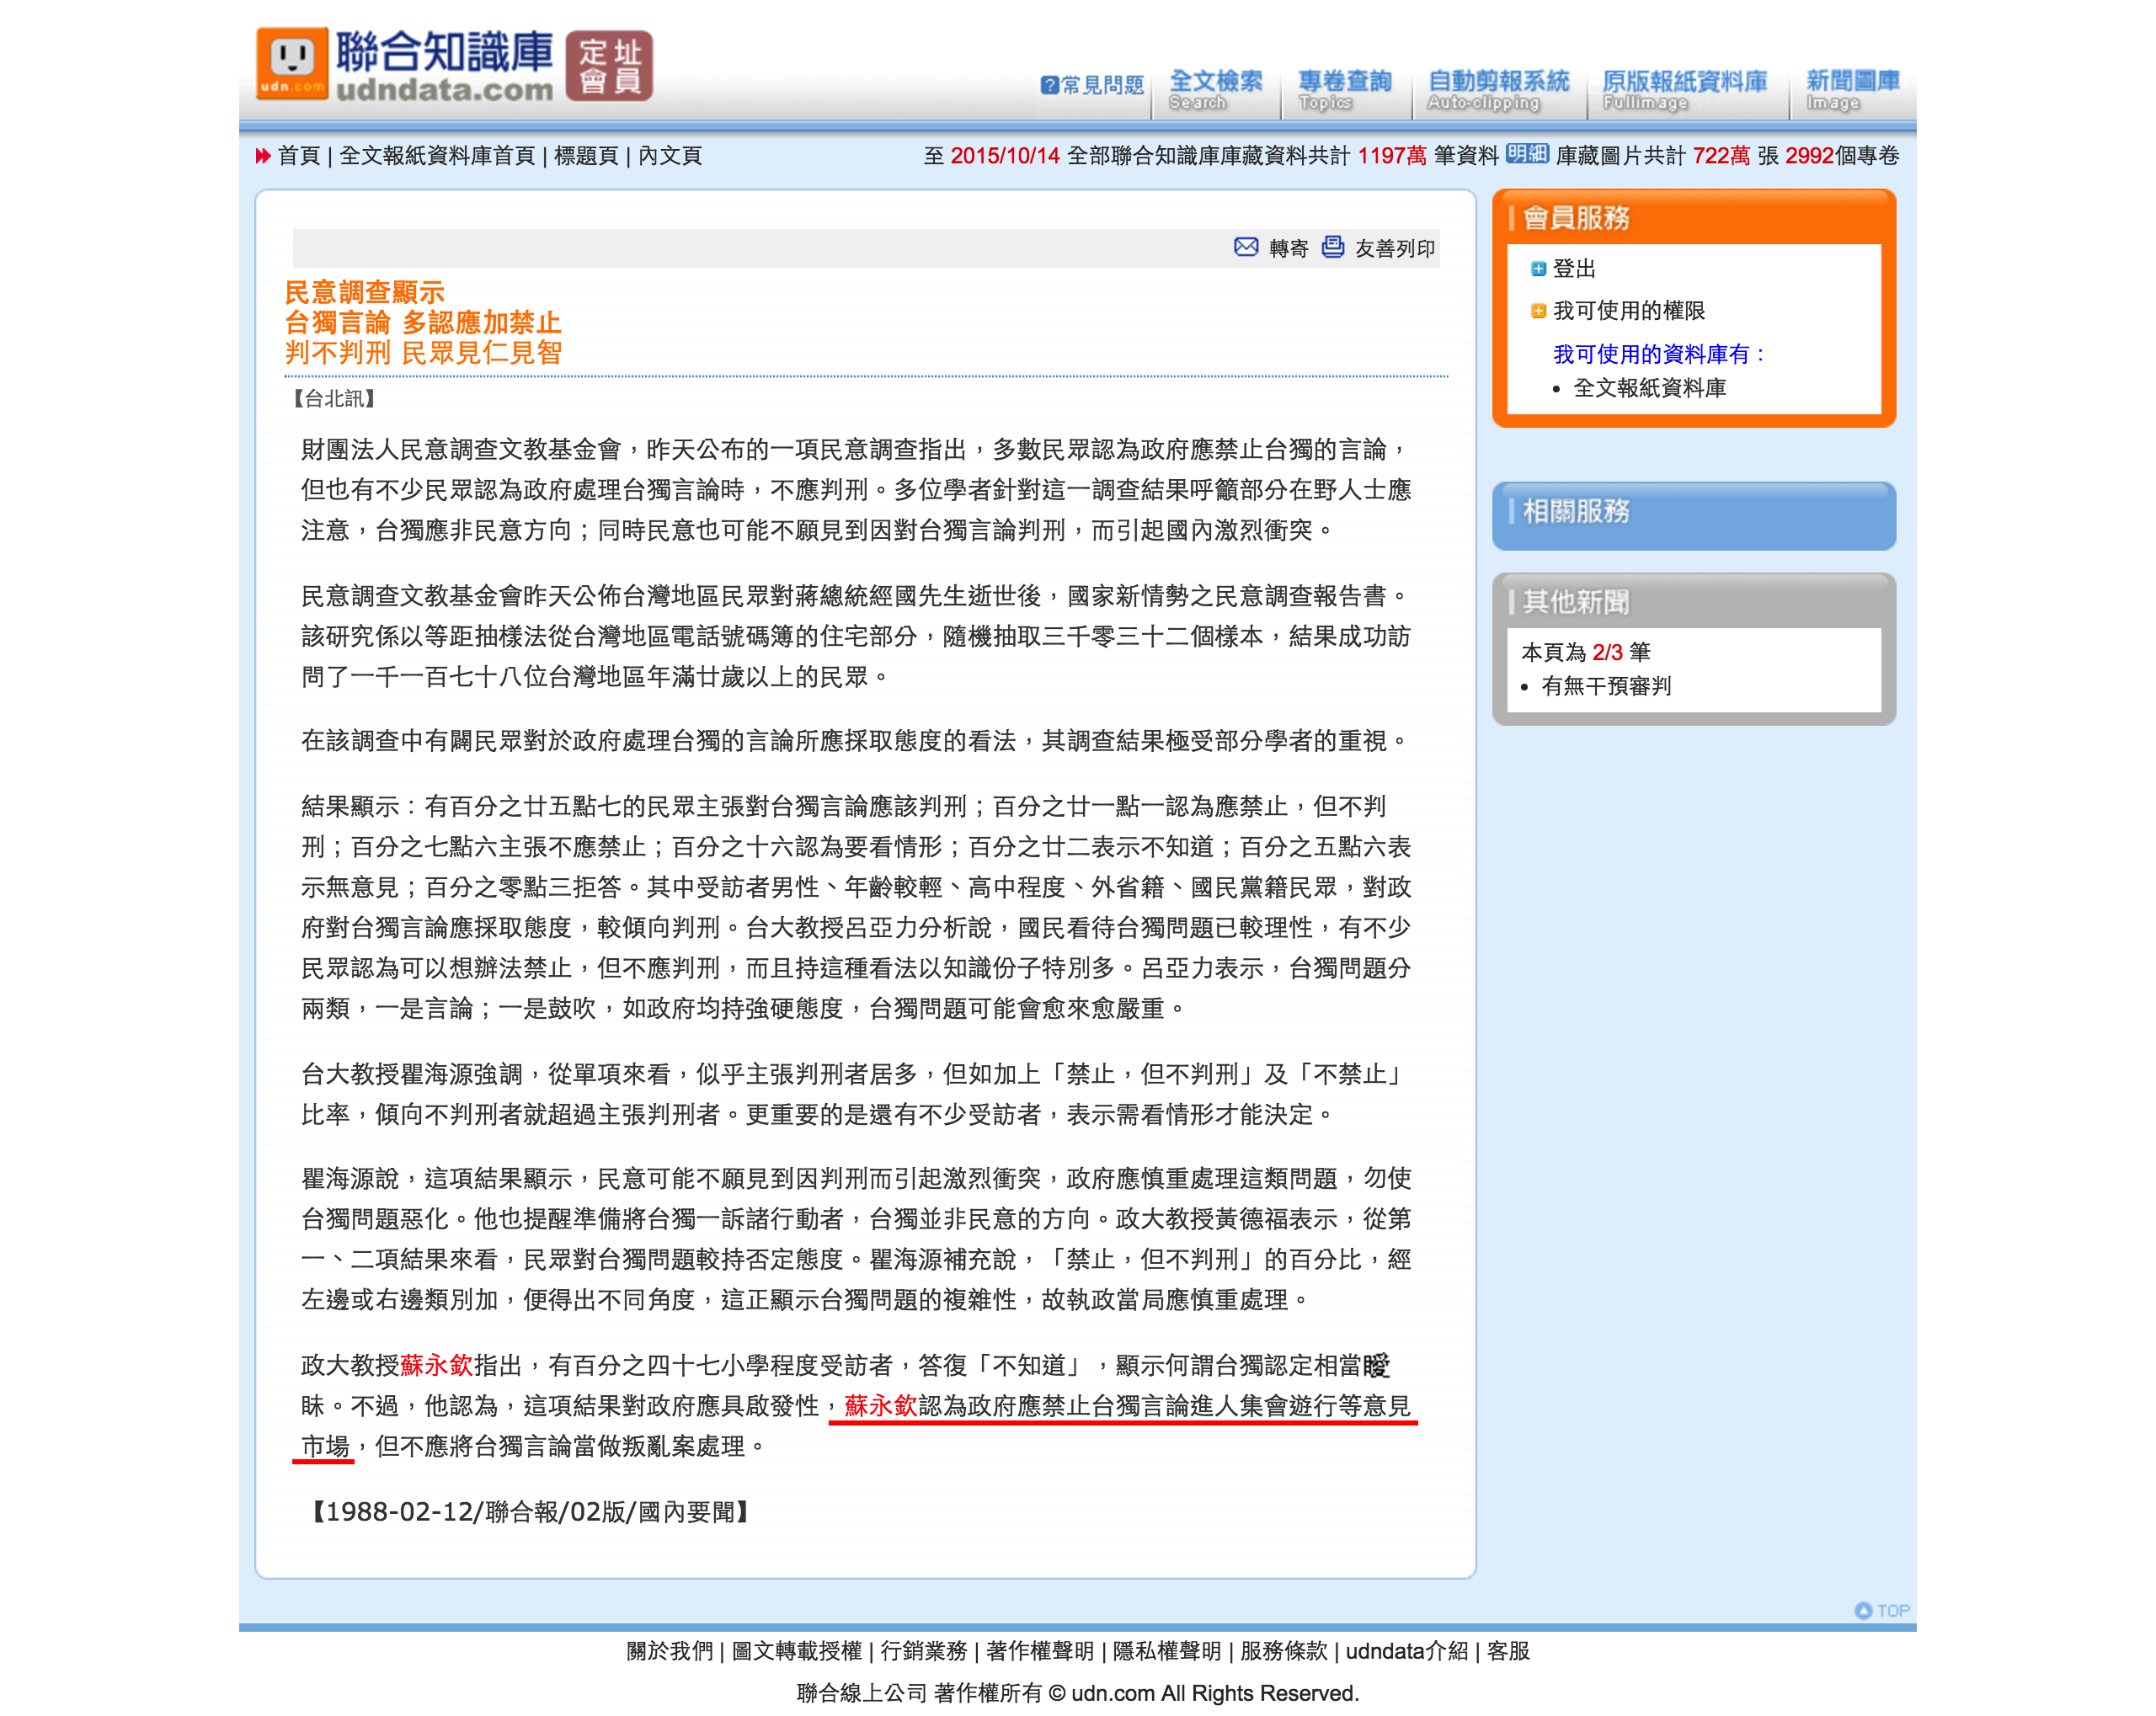 udn.com
聯合知識庫
udndata.com
定址
會員
?常見問題
全文檢索
Search
專卷查詢
Topics
自動剪報系統
Auto-clipping
原版報紙資料庫
Fullimage
新聞圖庫
Image
首頁 | 全文報紙資料庫首頁 | 標題頁 | 內文頁
至 2015/10/14 全部聯合知識庫庫藏資料共計 1197萬 筆資料 明細 庫藏圖片共計 722萬 張 2992個專卷
轉寄 友善列印
民意調查顯示
台獨言論 多認應加禁止
判不判刑 民眾見仁見智
【台北訊】
財團法人民意調查文教基金會，昨天公布的一項民意調查指出，多數民眾認為政府應禁止台獨的言論，
但也有不少民眾認為政府處理台獨言論時，不應判刑。多位學者針對這一調查結果呼籲部分在野人士應
注意，台獨應非民意方向；同時民意也可能不願見到因對台獨言論判刑，而引起國內激烈衝突。
民意調查文教基金會昨天公佈台灣地區民眾對蔣總統經國先生逝世後，國家新情勢之民意調查報告書。
該研究係以等距抽樣法從台灣地區電話號碼簿的住宅部分，隨機抽取三千零三十二個樣本，結果成功訪
問了一千一百七十八位台灣地區年滿廿歲以上的民眾。
在該調查中有關民眾對於政府處理台獨的言論所應採取態度的看法，其調查結果極受部分學者的重視。
結果顯示：有百分之廿五點七的民眾主張對台獨言論應該判刑；百分之廿一點一認為應禁止，但不判
刑；百分之七點六主張不應禁止；百分之十六認為要看情形；百分之廿二表示不知道；百分之五點六表
示無意見；百分之零點三拒答。其中受訪者男性、年齡較輕、高中程度、外省籍、國民黨籍民眾，對政
府對台獨言論應採取態度，較傾向判刑。台大教授呂亞力分析說，國民看待台獨問題已較理性，有不少
民眾認為可以想辦法禁止，但不應判刑，而且持這種看法以知識份子特別多。呂亞力表示，台獨問題分
兩類，一是言論；一是鼓吹，如政府均持強硬態度，台獨問題可能會愈來愈嚴重。
台大教授瞿海源強調，從單項來看，似乎主張判刑者居多，但如加上「禁止，但不判刑」及「不禁止」
比率，傾向不判刑者就超過主張判刑者。更重要的是還有不少受訪者，表示需看情形才能決定。
瞿海源說，這項結果顯示，民意可能不願見到因判刑而引起激烈衝突，政府應慎重處理這類問題，勿使
台獨問題惡化。他也提醒準備將台獨一訴諸行動者，台獨並非民意的方向。政大教授黃德福表示，從第
一、二項結果來看，民眾對台獨問題較持否定態度。瞿海源補充說，「禁止，但不判刑」的百分比，經
左邊或右邊類別加，便得出不同角度，這正顯示台獨問題的複雜性，故執政當局應慎重處理。
政大教授蘇永欽指出，有百分之四十七小學程度受訪者，答復「不知道」，顯示何謂台獨認定相當曖
昧。不過，他認為，這項結果對政府應具啟發性，蘇永欽認為政府應禁止台獨言論進人集會遊行等意見
市場，但不應將台獨言論當做叛亂案處理。
【1988-02-12/聯合報/02版/國內要聞】
會員服務
登出
我可使用的權限
我可使用的資料庫有：
• 全文報紙資料庫
相關服務
其他新聞
本頁為 2/3 筆
• 有無干預審判
TOP
關於我們 | 圖文轉載授權 | 行銷業務 | 著作權聲明 | 隱私權聲明 | 服務條款 | udndata介紹 | 客服
聯合線上公司 著作權所有 © udn.com All Rights Reserved.